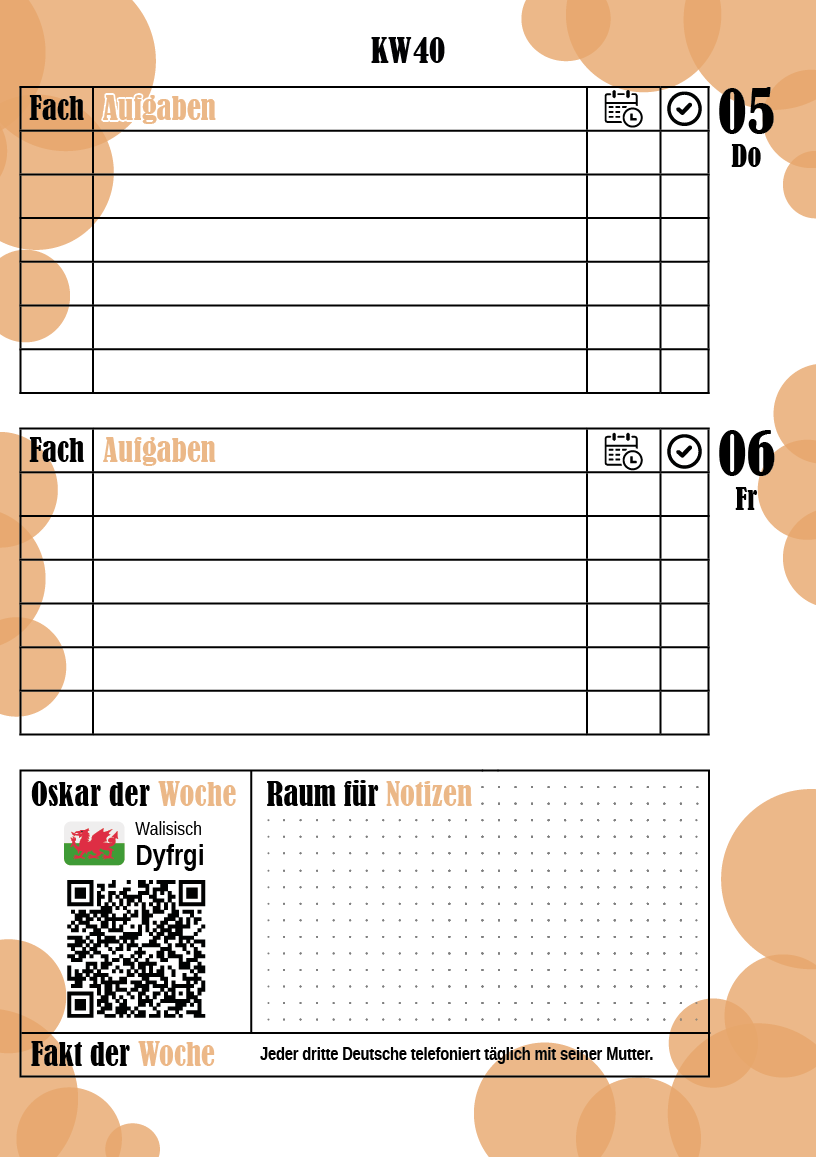 KW40
Fach Aufgaben
05
Do
Fach Aufgaben
06
Fr
Oskar der Woche
Walisisch
Dyfrgi
Raum für Notizen
Fakt der Woche
Jeder dritte Deutsche telefoniert täglich mit seiner Mutter.